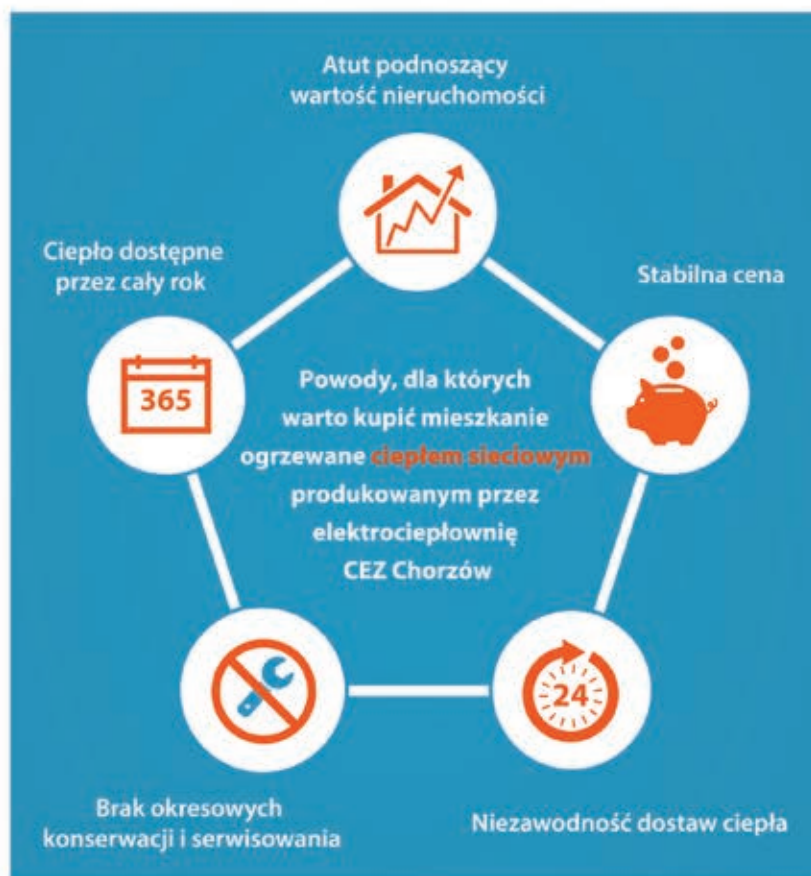 Atut podnoszący
wartość nieruchomości
Ciepło dostępne
przez cały rok
Stabilna cena
365
Powody, dla których
warto kupić mieszkanie
ogrzewane ciepłem sieciowym
produkowanym przez
elektrociepłownię
CEZ Chorzów
24
Brak okresowych
konserwacji i serwisowania
Niezawodność dostaw ciepła